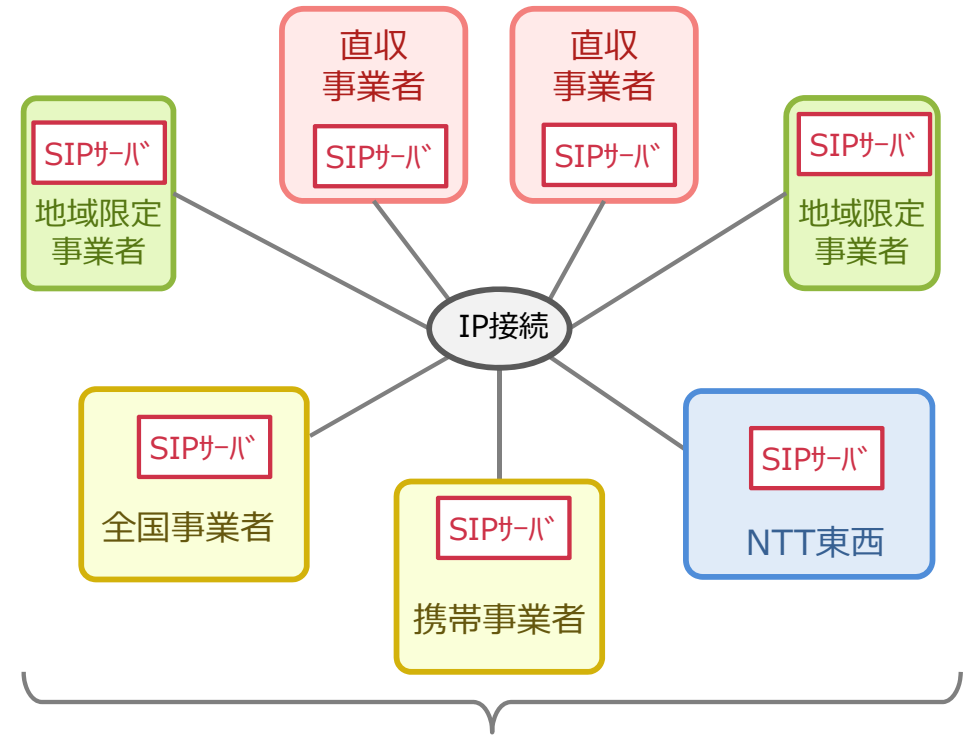 直収
事業者
SIPｻｰﾊﾞ
直収
事業者
SIPｻｰﾊﾞ
SIPｻｰﾊﾞ
地域限定
事業者
SIPｻｰﾊﾞ
地域限定
事業者
IP接続
SIPｻｰﾊﾞ
全国事業者
SIPｻｰﾊﾞ
携帯事業者
SIPｻｰﾊﾞ
NTT東西